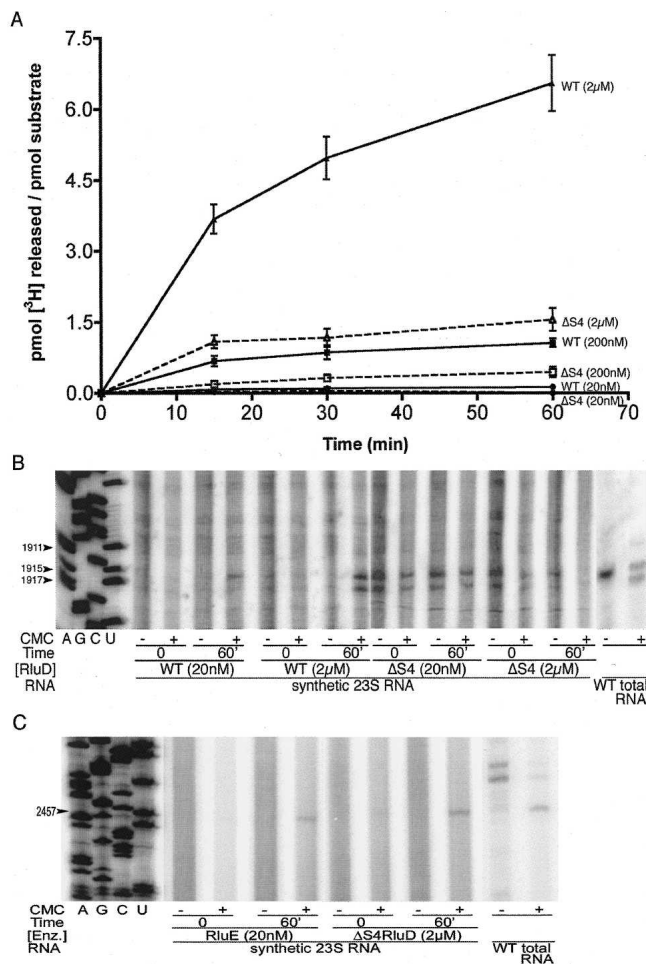 A
7.5
6.0
4.5
3.0
1.5
0.0
pmol [³H] released / pmol substrate
WT (2µM)
ΔS4 (2µM)
WT (200nM)
ΔS4 (200nM)
WT (20nM)
ΔS4 (20nM)
0 10 20 30 40 50 60 70
Time (min)
B
1911
1915
1917
CMC A G C U - + - + - + - + - + - + - + - + - +
Time 0 60' 0 60' 0 60' 0 60'
[RluD] WT (20nM) WT (2µM) ΔS4 (20nM) ΔS4 (2µM)
RNA synthetic 23S RNA WT total RNA
C
2457
CMC A G C U - + - + - + - + - +
Time 0 60' 0 60'
[Enz.] RluE (20nM) ΔS4RluD (2µM)
RNA synthetic 23S RNA WT total RNA